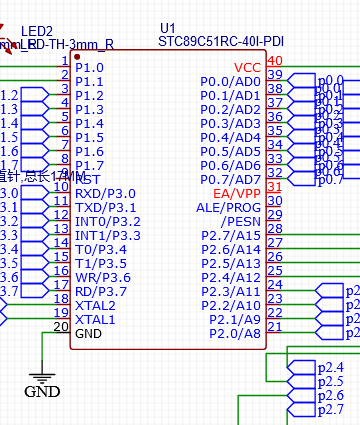 LED2
LED-TH-3mm_R
U1
STC89C51RC-40I-PDI
1 P1.0 VCC 40
2 P1.1 P0.0/AD0 39 p0.0
3 P1.2 P0.1/AD1 38 p0.1
4 P1.3 P0.2/AD2 37 p0.2
5 P1.4 P0.3/AD3 36 p0.3
6 P1.5 P0.4/AD4 35 p0.4
7 P1.6 P0.5/AD5 34 p0.5
8 P1.7 P0.6/AD6 33 p0.6
9 RST P0.7/AD7 32 p0.7
直针,总长17MM
10 RXD/P3.0 EA/VPP 31
11 TXD/P3.1 ALE/PROG 30
12 INT0/P3.2 /PESN 29
13 INT1/P3.3 P2.7/A15 28
14 T0/P3.4 P2.6/A14 27
15 T1/P3.5 P2.5/A13 26
16 WR/P3.6 P2.4/A12 25
17 RD/P3.7 P2.3/A11 24
18 XTAL2 P2.2/A10 23
19 XTAL1 P2.1/A9 22
20 GND P2.0/A8 21
GND
p2.4
p2.5
p2.6
p2.7